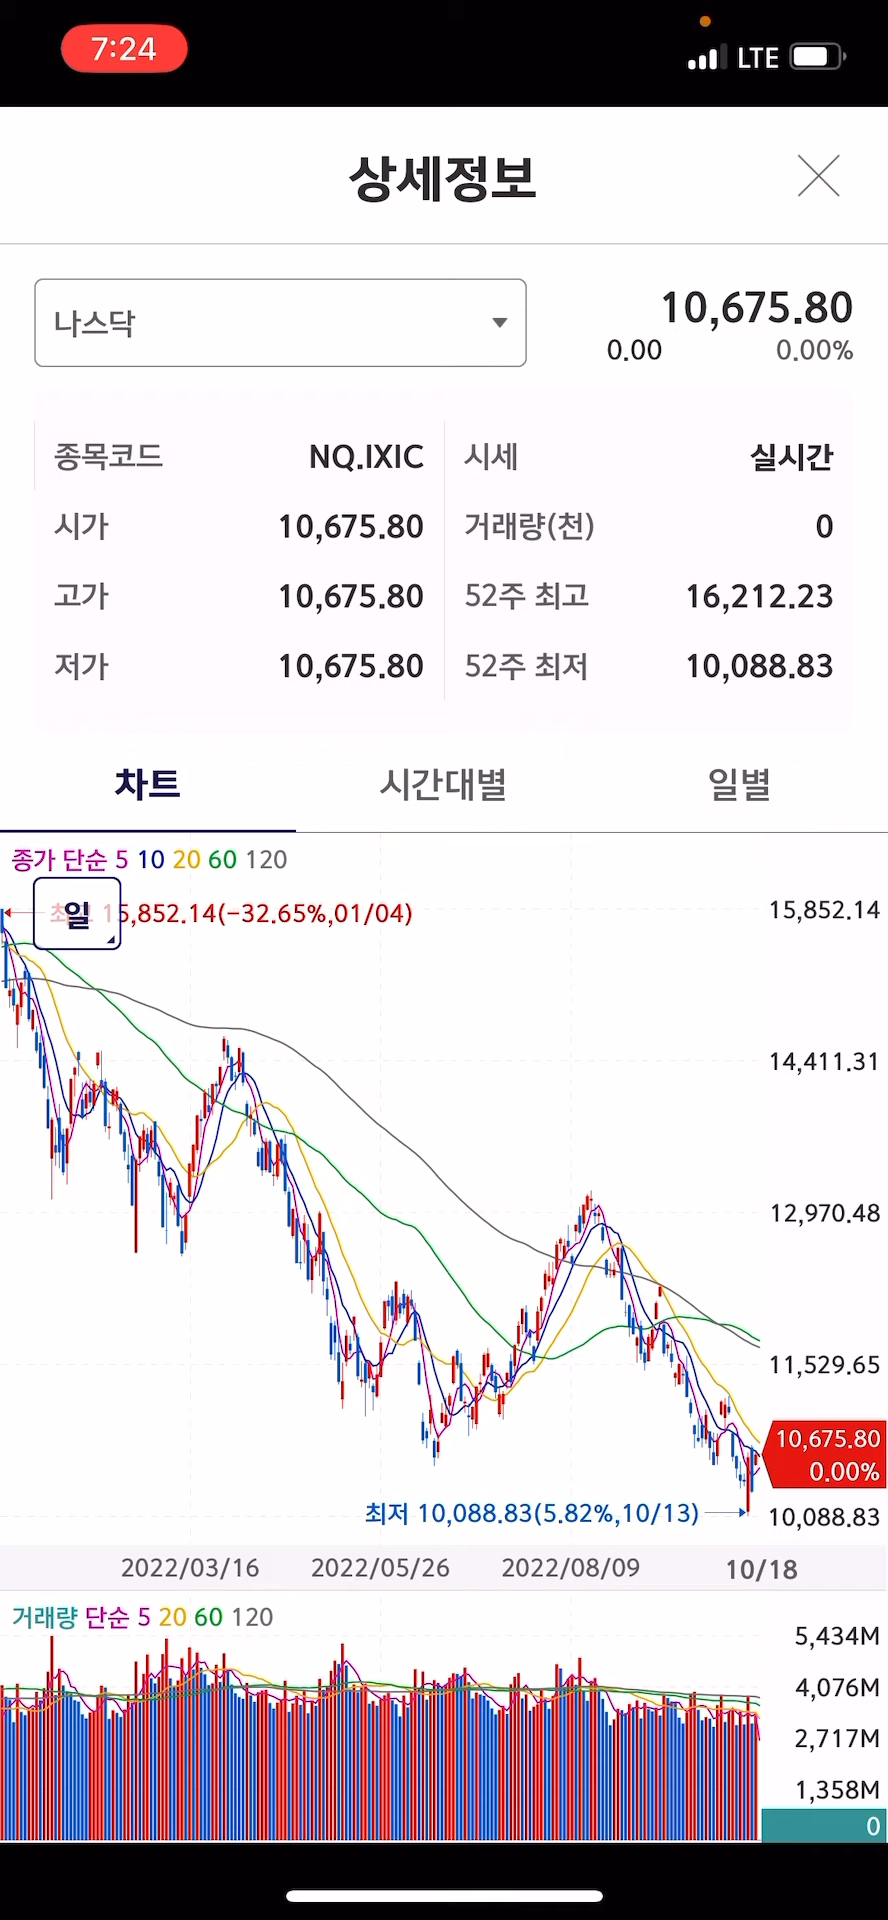 7:24
LTE
상세정보
나스닥
10,675.80
0.00 0.00%
종목코드 NQ.IXIC 시세 실시간
시가 10,675.80 거래량(천) 0
고가 10,675.80 52주 최고 16,212.23
저가 10,675.80 52주 최저 10,088.83
차트 시간대별 일별
종가 단순 5 10 20 60 120
일
최고 15,852.14(-32.65%,01/04)
15,852.14
14,411.31
12,970.48
11,529.65
10,675.80
0.00%
최저 10,088.83(5.82%,10/13)
10,088.83
2022/03/16 2022/05/26 2022/08/09 10/18
거래량 단순 5 20 60 120
5,434M
4,076M
2,717M
1,358M
0